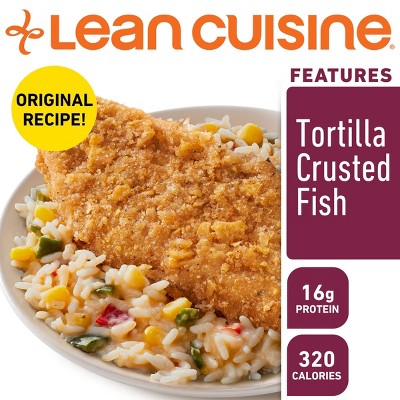 LEAN CUISINE®
FEATURES
ORIGINAL
RECIPE!
Tortilla
Crusted
Fish
16g
PROTEIN
320
CALORIES